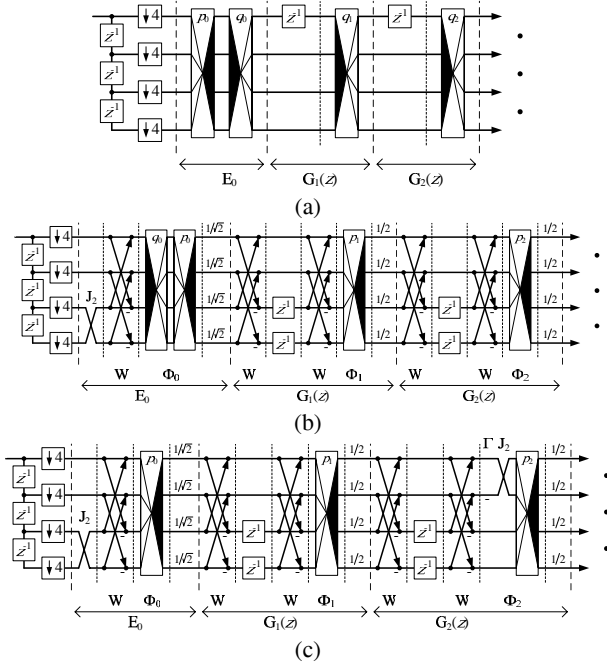 ↓4 p₀ q₀ z⁻¹ q₁ z⁻¹ q₂
z⁻¹
↓4
z⁻¹
↓4
z⁻¹
↓4
E₀ G₁(z) G₂(z)
(a)
↓4 q₀ p₀ 1/√2 p₁ 1/2 p₂ 1/2
z⁻¹
↓4 1/√2 1/2 1/2
z⁻¹ J₂
↓4 1/√2 z⁻¹ 1/2 z⁻¹ 1/2
z⁻¹
↓4 - - 1/√2 - z⁻¹ - 1/2 - z⁻¹ - 1/2
W Φ₀ W W Φ₁ W W Φ₂
E₀ G₁(z) G₂(z)
(b)
Γ J₂
↓4 p₀ 1/√2 p₁ 1/2 p₂ 1/2
z⁻¹
↓4 1/√2 1/2 - 1/2
z⁻¹ J₂
↓4 1/√2 z⁻¹ 1/2 z⁻¹ 1/2
z⁻¹
↓4 - 1/√2 - z⁻¹ - 1/2 - z⁻¹ - 1/2
W Φ₀ W W Φ₁ W W Φ₂
E₀ G₁(z) G₂(z)
(c)